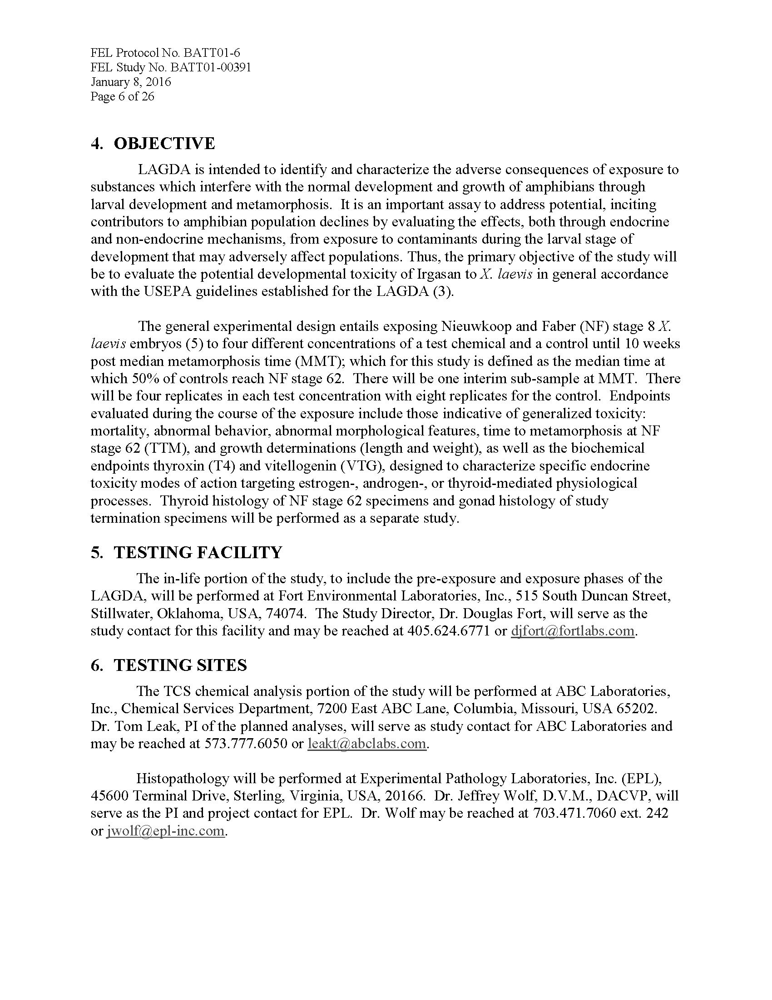 FEL Protocol No. BATT01-6
FEL Study No. BATT01-00391
January 8, 2016
Page 6 of 26
4. OBJECTIVE
LAGDA is intended to identify and characterize the adverse consequences of exposure to
substances which interfere with the normal development and growth of amphibians through
larval development and metamorphosis. It is an important assay to address potential, inciting
contributors to amphibian population declines by evaluating the effects, both through endocrine
and non-endocrine mechanisms, from exposure to contaminants during the larval stage of
development that may adversely affect populations. Thus, the primary objective of the study will
be to evaluate the potential developmental toxicity of Irgasan to X. laevis in general accordance
with the USEPA guidelines established for the LAGDA (3).
The general experimental design entails exposing Nieuwkoop and Faber (NF) stage 8 X.
laevis embryos (5) to four different concentrations of a test chemical and a control until 10 weeks
post median metamorphosis time (MMT); which for this study is defined as the median time at
which 50% of controls reach NF stage 62. There will be one interim sub-sample at MMT. There
will be four replicates in each test concentration with eight replicates for the control. Endpoints
evaluated during the course of the exposure include those indicative of generalized toxicity:
mortality, abnormal behavior, abnormal morphological features, time to metamorphosis at NF
stage 62 (TTM), and growth determinations (length and weight), as well as the biochemical
endpoints thyroxin (T4) and vitellogenin (VTG), designed to characterize specific endocrine
toxicity modes of action targeting estrogen-, androgen-, or thyroid-mediated physiological
processes. Thyroid histology of NF stage 62 specimens and gonad histology of study
termination specimens will be performed as a separate study.
5. TESTING FACILITY
The in-life portion of the study, to include the pre-exposure and exposure phases of the
LAGDA, will be performed at Fort Environmental Laboratories, Inc., 515 South Duncan Street,
Stillwater, Oklahoma, USA, 74074. The Study Director, Dr. Douglas Fort, will serve as the
study contact for this facility and may be reached at 405.624.6771 or djfort@fortlabs.com.
6. TESTING SITES
The TCS chemical analysis portion of the study will be performed at ABC Laboratories,
Inc., Chemical Services Department, 7200 East ABC Lane, Columbia, Missouri, USA 65202.
Dr. Tom Leak, PI of the planned analyses, will serve as study contact for ABC Laboratories and
may be reached at 573.777.6050 or leakt@abclabs.com.
Histopathology will be performed at Experimental Pathology Laboratories, Inc. (EPL),
45600 Terminal Drive, Sterling, Virginia, USA, 20166. Dr. Jeffrey Wolf, D.V.M., DACVP, will
serve as the PI and project contact for EPL. Dr. Wolf may be reached at 703.471.7060 ext. 242
or jwolf@epl-inc.com.